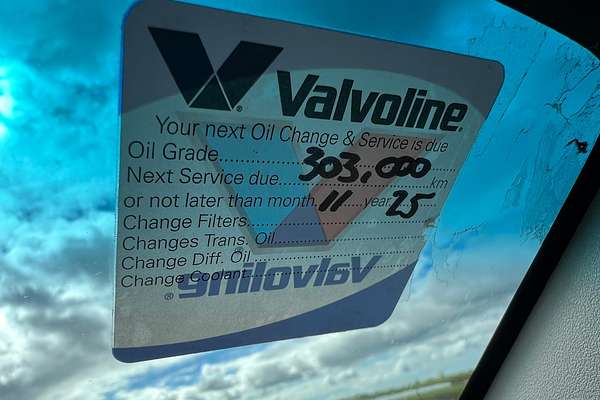 Valvoline®
Your next Oil Change & Service is due
Oil Grade
Next Service due 303,000 km
or not later than month 11 year 25
Change Filters
Changes Trans. Oil
Change Diff. Oil
Change Coolant
Valvoline®